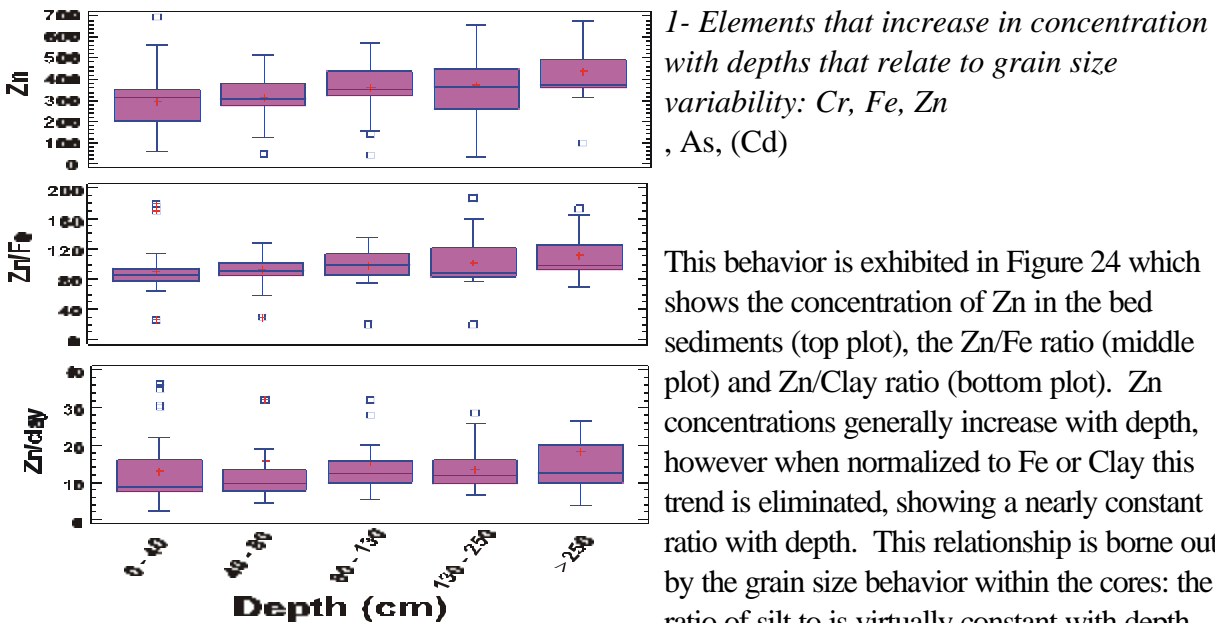 700
600
500
400
300
200
100
0
Zn
200
160
120
80
40
0
Zn/Fe
40
30
20
10
0
Zn/clay
0 - 40
40 - 80
80 - 130
130 - 250
> 250
Depth (cm)
1- Elements that increase in concentration
with depths that relate to grain size
variability: Cr, Fe, Zn
, As, (Cd)
This behavior is exhibited in Figure 24 which
shows the concentration of Zn in the bed
sediments (top plot), the Zn/Fe ratio (middle
plot) and Zn/Clay ratio (bottom plot). Zn
concentrations generally increase with depth,
however when normalized to Fe or Clay this
trend is eliminated, showing a nearly constant
ratio with depth. This relationship is borne out
by the grain size behavior within the cores: the
ratio of silt to is virtually constant with depth